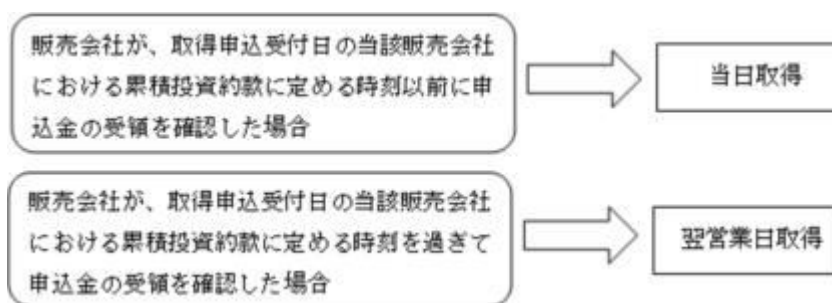 販売会社が、取得申込受付日の当該販売会社
における累積投資約款に定める時刻以前に申
込金の受領を確認した場合
当日取得
販売会社が、取得申込受付日の当該販売会社
における累積投資約款に定める時刻を過ぎて
申込金の受領を確認した場合
翌営業日取得